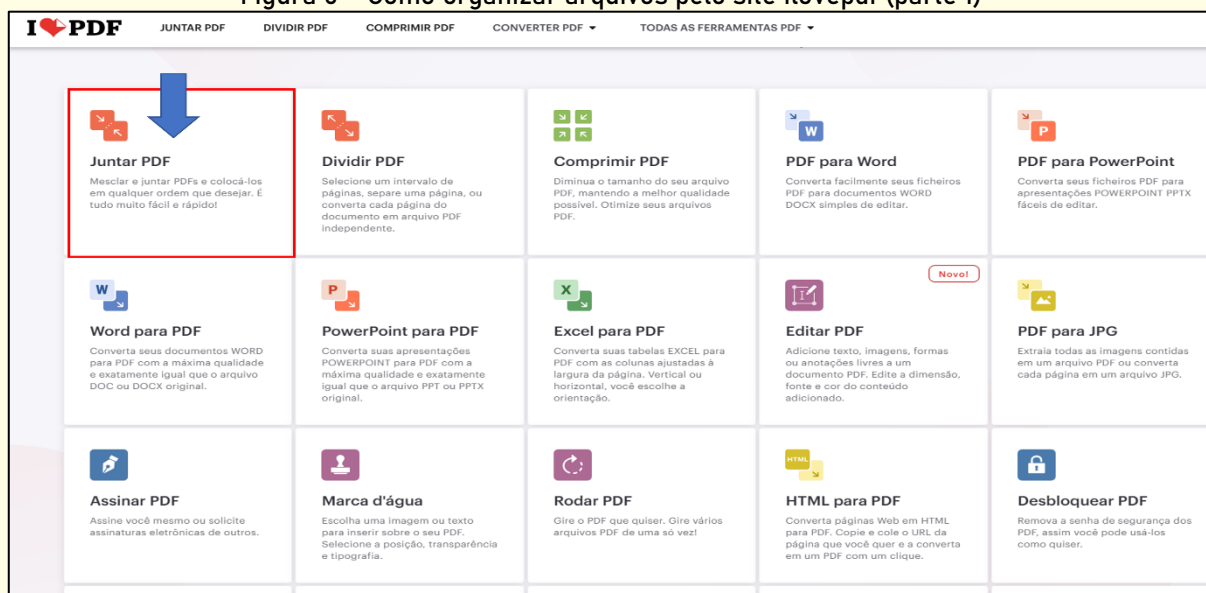 Figura 6 - Como organizar arquivos pelo site Ilovepdf (parte 1)
I PDF JUNTAR PDF DIVIDIR PDF COMPRIMIR PDF CONVERTER PDF TODAS AS FERRAMENTAS PDF
Juntar PDF
Mesclar e juntar PDFs e colocá-los
em qualquer ordem que desejar. É
tudo muito fácil e rápido!
Dividir PDF
Selecione um intervalo de
páginas, separe uma página, ou
converta cada página do
documento em arquivo PDF
independente.
Comprimir PDF
Diminua o tamanho do seu arquivo
PDF, mantendo a melhor qualidade
possível. Otimize seus arquivos
PDF.
W
PDF para Word
Converta facilmente seus ficheiros
PDF para documentos WORD
DOCX simples de editar.
P
PDF para PowerPoint
Converta seus ficheiros PDF para
apresentações POWERPOINT PPTX
fáceis de editar.
W
Word para PDF
Converta seus documentos WORD
para PDF com a máxima qualidade
e exatamente igual que o arquivo
DOC ou DOCX original.
P
PowerPoint para PDF
Converta suas apresentações
POWERPOINT para PDF com a
máxima qualidade e exatamente
igual que o arquivo PPT ou PPTX
original.
X
Excel para PDF
Converta suas tabelas EXCEL para
PDF com as colunas ajustadas à
largura da página. Vertical ou
horizontal, você escolhe a
orientação.
Novo!
Editar PDF
Adicione texto, imagens, formas
ou anotações livres a um
documento PDF. Edite a dimensão,
fonte e cor do conteúdo
adicionado.
PDF para JPG
Extraia todas as imagens contidas
em um arquivo PDF ou converta
cada página em um arquivo JPG.
Assinar PDF
Assine você mesmo ou solicite
assinaturas eletrônicas de outros.
Marca d'água
Escolha uma imagem ou texto
para inserir sobre o seu PDF.
Selecione a posição, transparência
e tipografia.
Rodar PDF
Gire o PDF que quiser. Gire vários
arquivos PDF de uma só vez!
HTML
HTML para PDF
Converta páginas Web em HTML
para PDF. Copie e cole o URL da
página que você quer e a converta
em um PDF com um clique.
Desbloquear PDF
Remova a senha de segurança dos
PDF, assim você pode usá-los
como quiser.